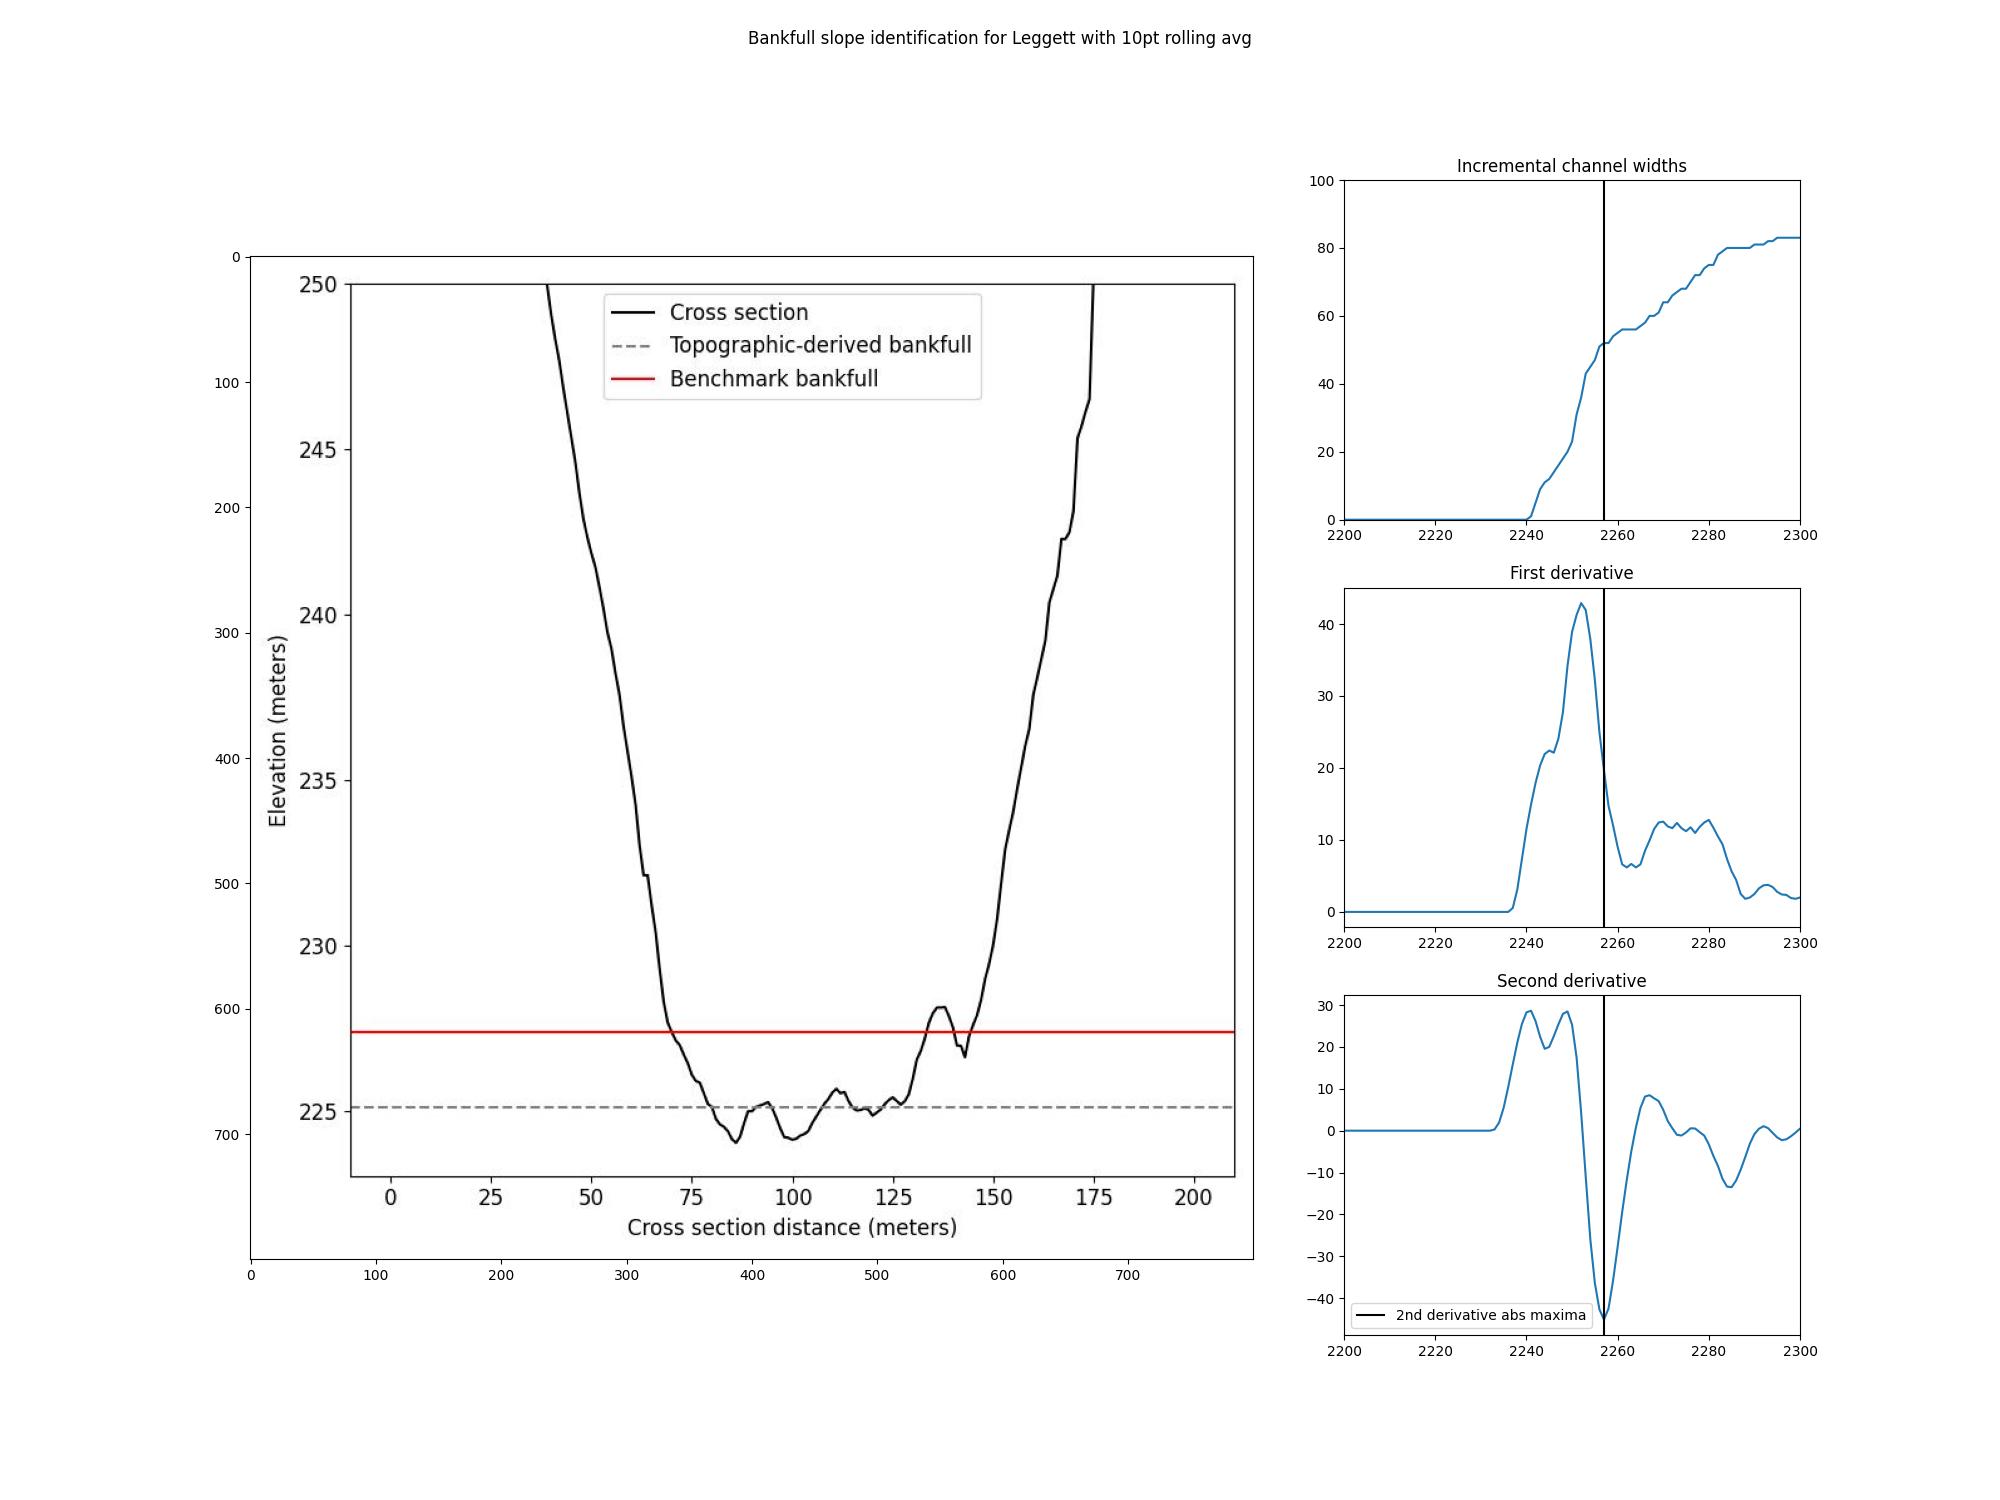 Bankfull slope identification for Leggett with 10pt rolling avg
0
100
200
300
400
500
600
700
250
245
240
235
230
225
Elevation (meters)
Cross section
Topographic-derived bankfull
Benchmark bankfull
0 25 50 75 100 125 150 175 200
Cross section distance (meters)
0 100 200 300 400 500 600 700
Incremental channel widths
100
80
60
40
20
0
2200 2220 2240 2260 2280 2300
First derivative
40
30
20
10
0
2200 2220 2240 2260 2280 2300
Second derivative
30
20
10
0
−10
−20
−30
−40
2nd derivative abs maxima
2200 2220 2240 2260 2280 2300